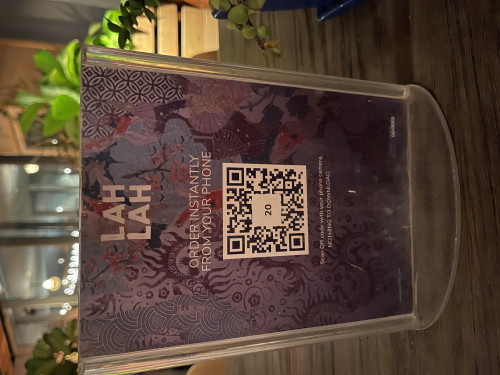 LAH
LAH
ORDER INSTANTLY
FROM YOUR PHONE
20
Scan QR code with your phone camera.
NOTHING TO DOWNLOAD